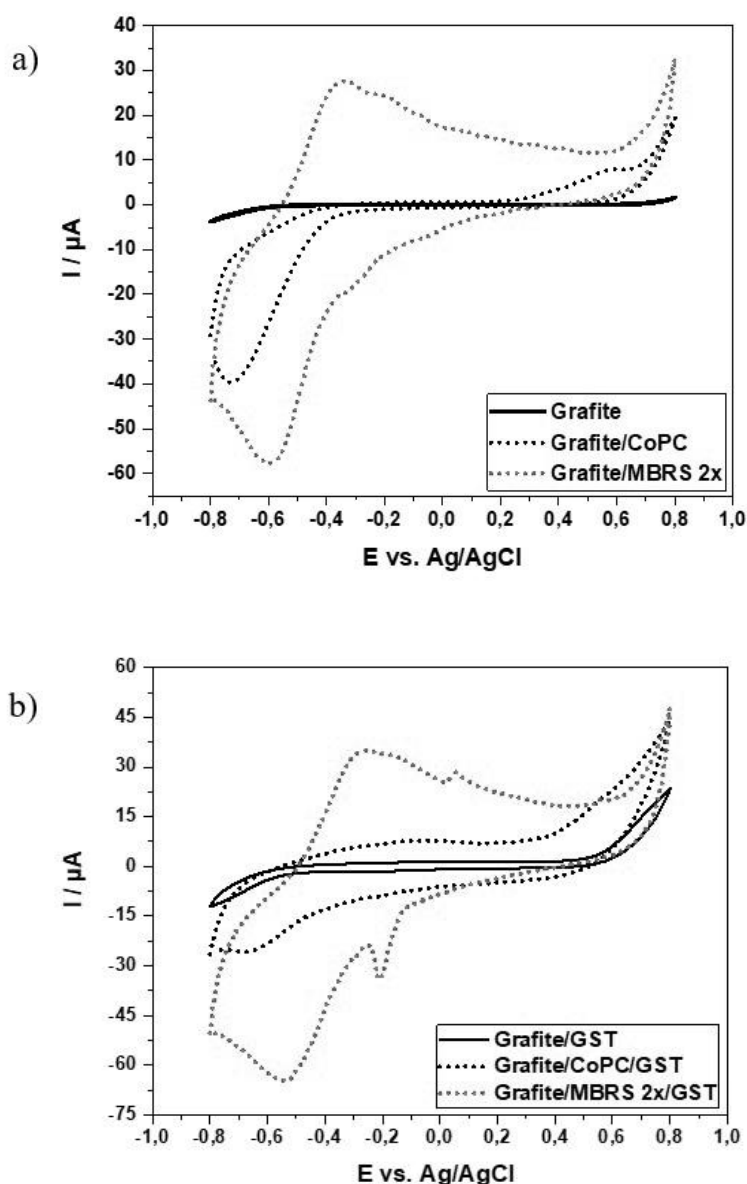 a)
40
30
20
10
0
-10
-20
-30
-40
-50
-60
I / µA
Grafite
Grafite/CoPC
Grafite/MBRS 2x
-1,0 -0,8 -0,6 -0,4 -0,2 0,0 0,2 0,4 0,6 0,8 1,0
E vs. Ag/AgCl
b)
60
45
30
15
0
-15
-30
-45
-60
-75
I / µA
Grafite/GST
Grafite/CoPC/GST
Grafite/MBRS 2x/GST
-1,0 -0,8 -0,6 -0,4 -0,2 0,0 0,2 0,4 0,6 0,8 1,0
E vs. Ag/AgCl